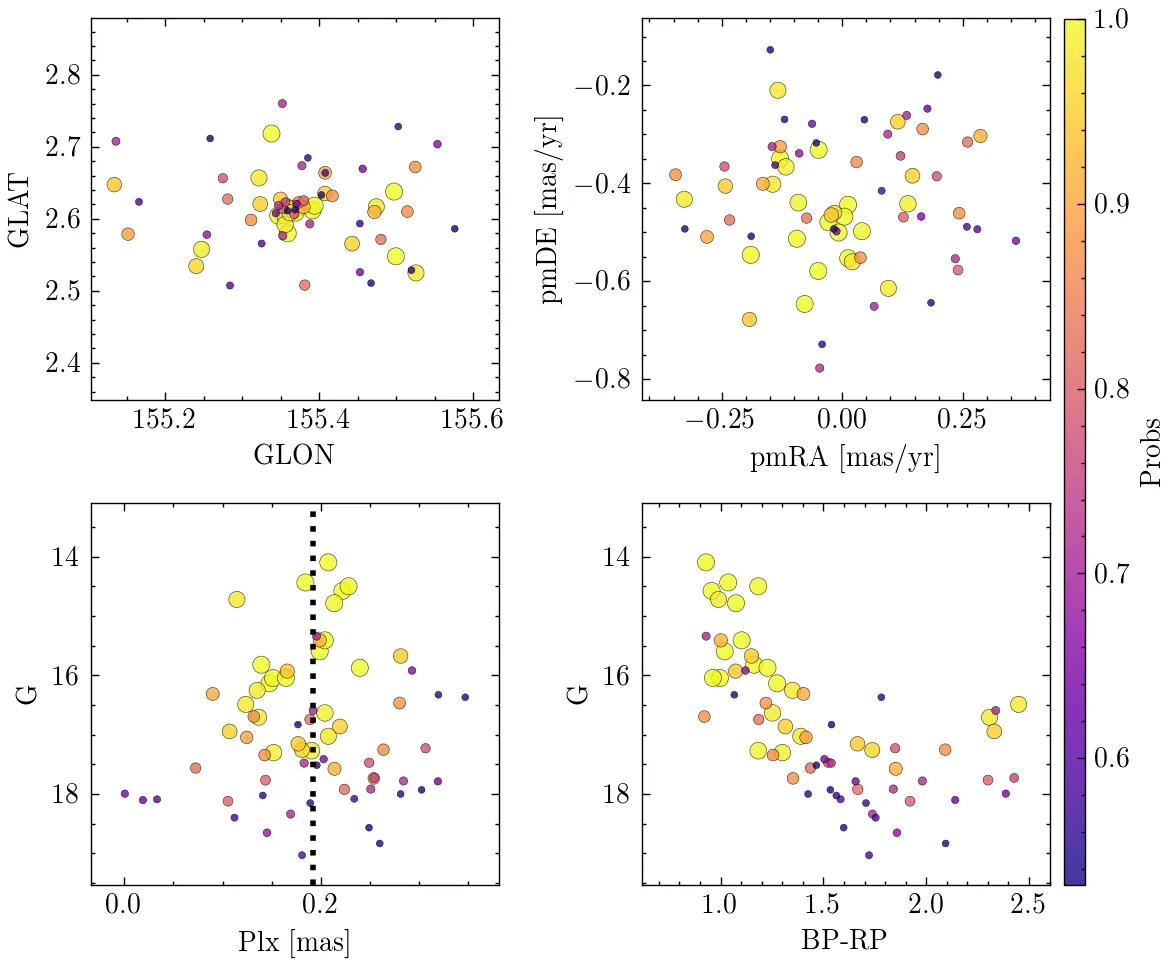 2.8
2.7
2.6
2.5
2.4
GLAT
155.2 155.4 155.6
GLON
−0.2
−0.4
−0.6
−0.8
pmDE [mas/yr]
−0.25 0.00 0.25
pmRA [mas/yr]
14
16
18
G
0.0 0.2
Plx [mas]
14
16
18
G
1.0 1.5 2.0 2.5
BP-RP
1.0
0.9
0.8
0.7
0.6
Probs